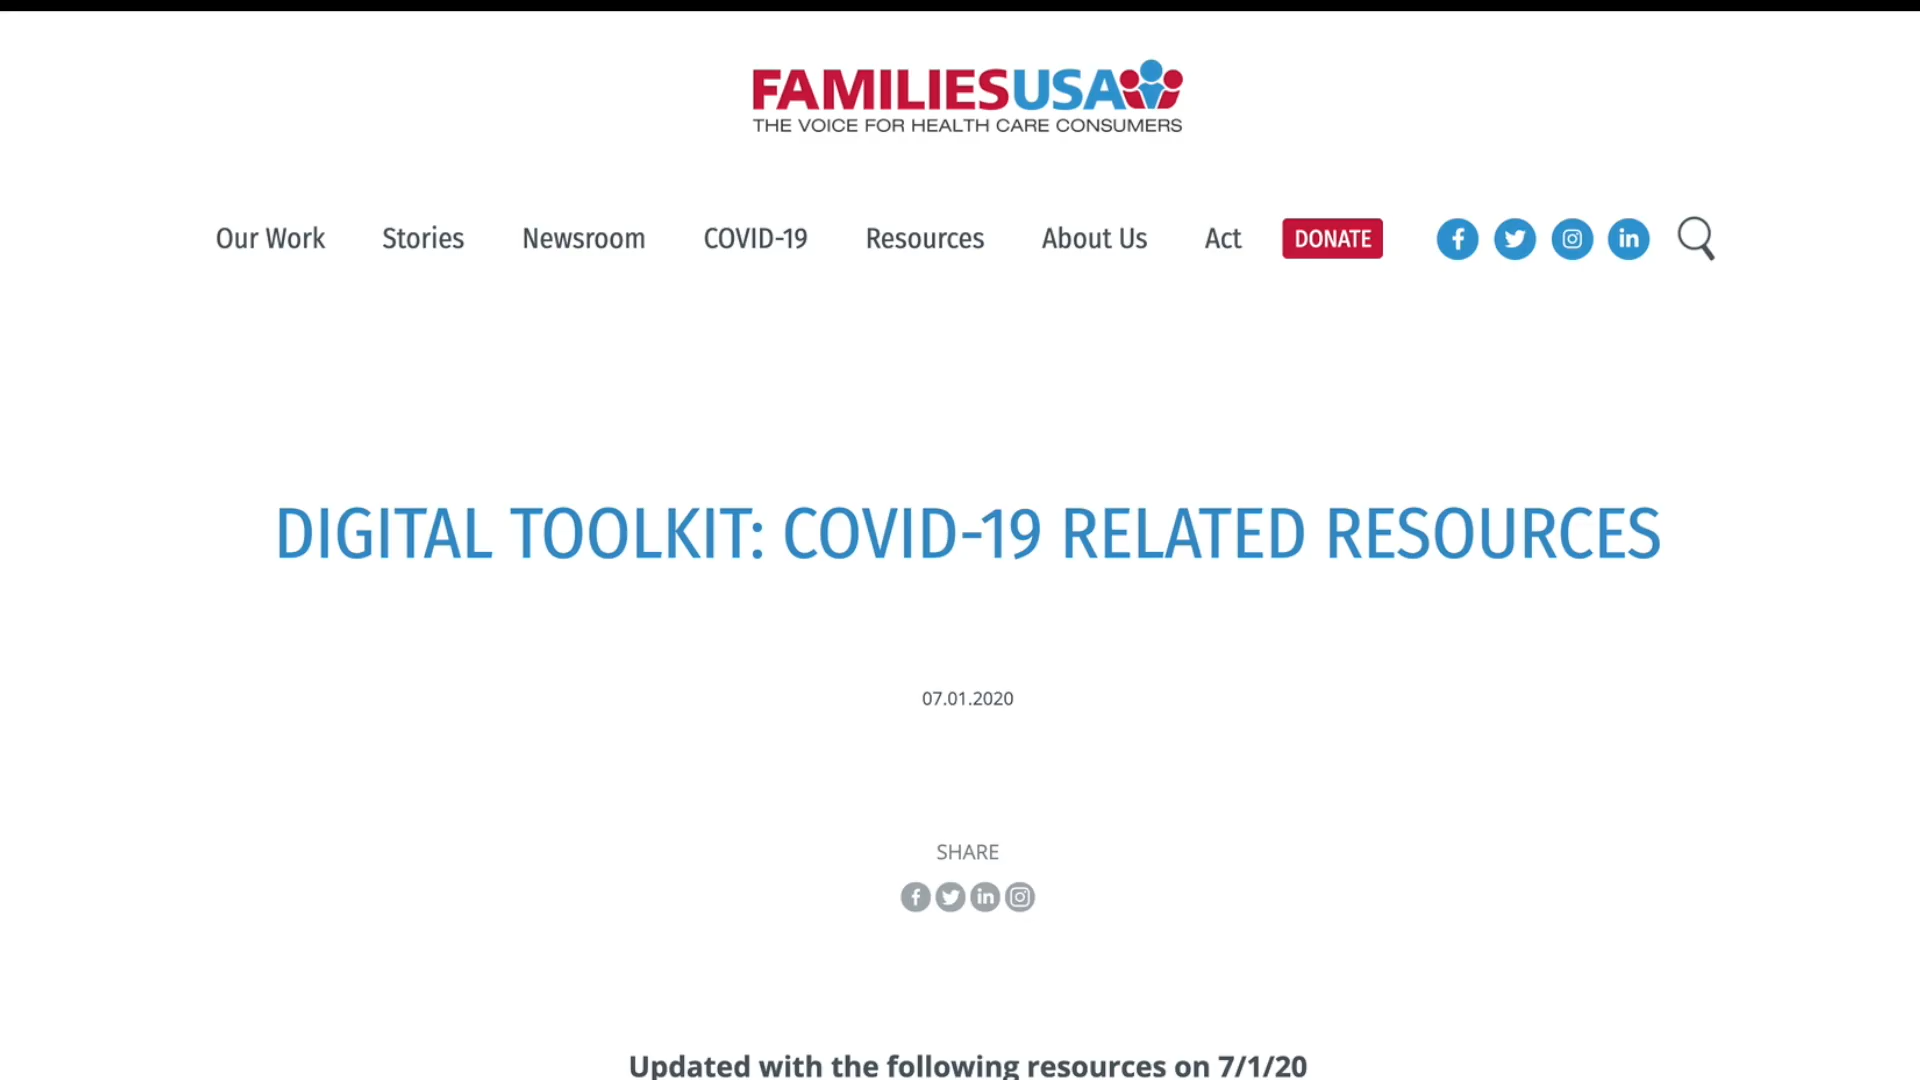 FAMILIESUSA
THE VOICE FOR HEALTH CARE CONSUMERS
Our Work Stories Newsroom COVID-19 Resources About Us Act DONATE
DIGITAL TOOLKIT: COVID-19 RELATED RESOURCES
07.01.2020
SHARE
Updated with the following resources on 7/1/20